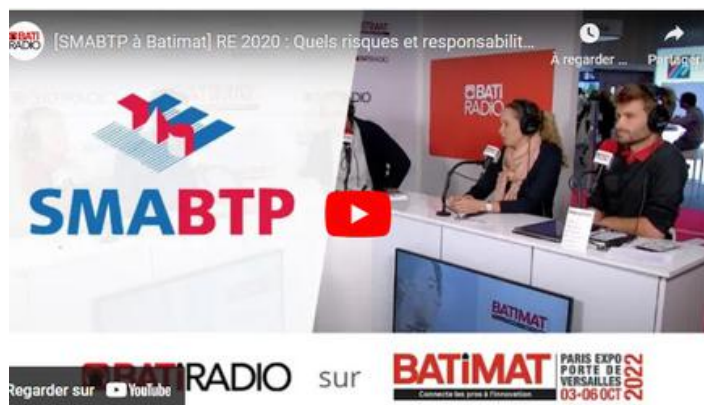 BATI
RADIO
[SMABTP à Batimat] RE 2020 : Quels risques et responsabilit...
À regarder ...
Partager
BATI
RADIO
SMABTP
BATIMAT
Regarder sur YouTube
BATIRADIO sur BATIMAT
Connecte les pros à l'innovation
PARIS EXPO
PORTE DE
VERSAILLES
03-06 OCT
2022